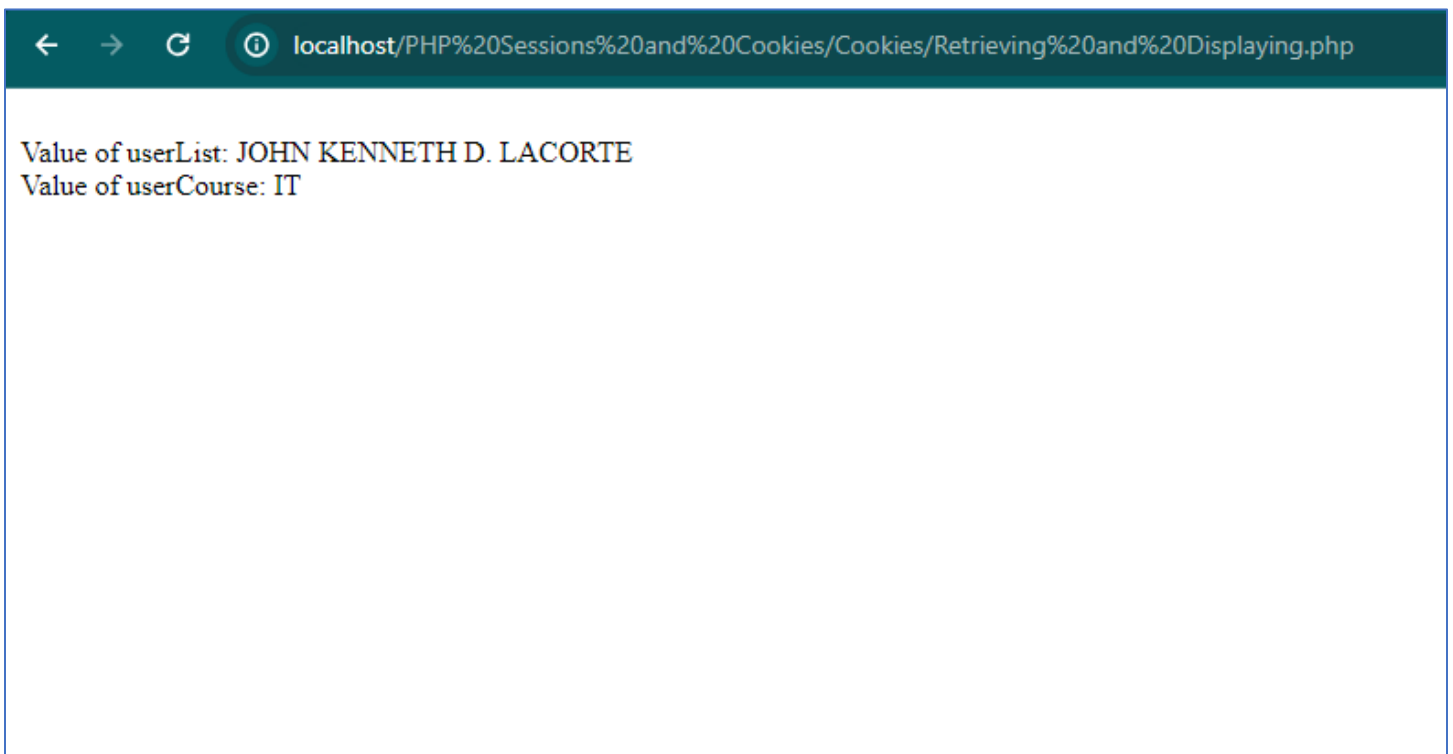 localhost/PHP%20Sessions%20and%20Cookies/Cookies/Retrieving%20and%20Displaying.php
Value of userList: JOHN KENNETH D. LACORTE
Value of userCourse: IT